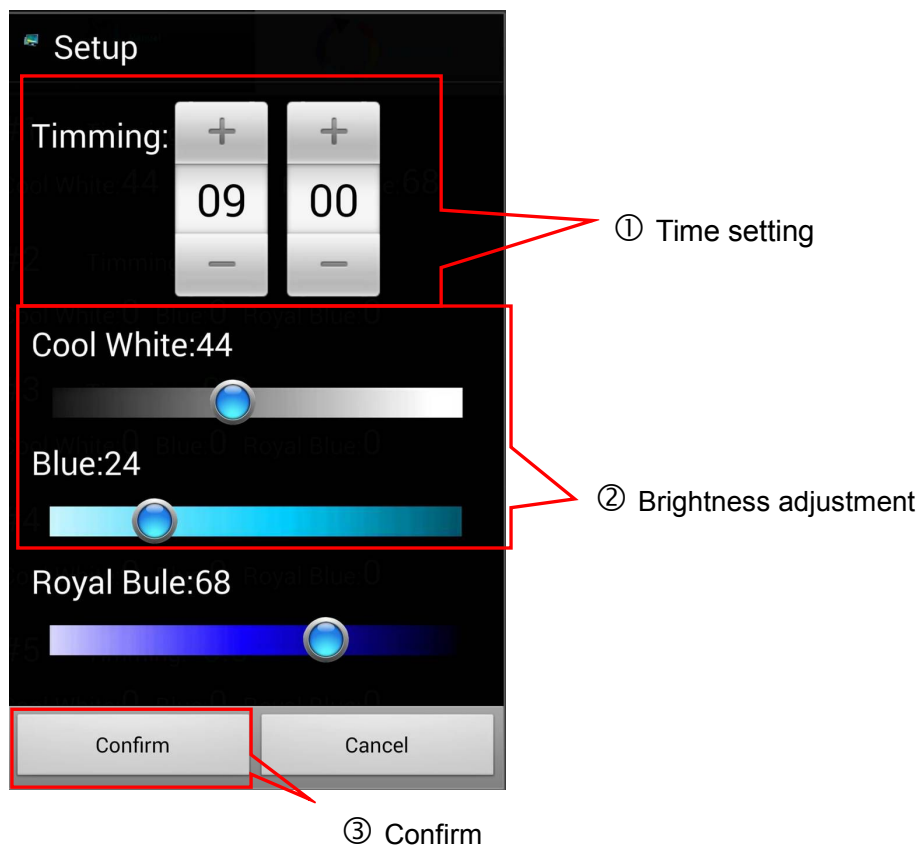 Setup
Timming:
+ +
09 00
① Time setting
− −
Cool White:44
Blue:24
② Brightness adjustment
Royal Bule:68
Confirm Cancel
③ Confirm